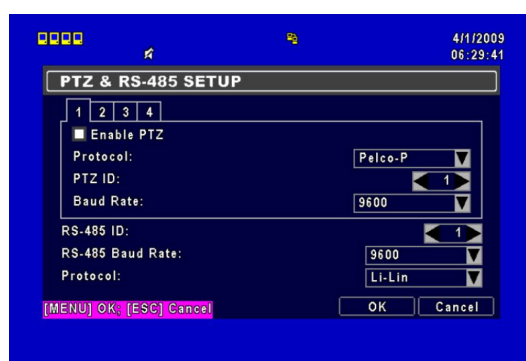 4/1/2009
06:29:41
PTZ & RS-485 SETUP
1 2 3 4
Enable PTZ
Protocol: Pelco-P
PTZ ID: 1
Baud Rate: 9600
RS-485 ID: 1
RS-485 Baud Rate: 9600
Protocol: Li-Lin
[MENU] OK; [ESC] Cancel OK Cancel